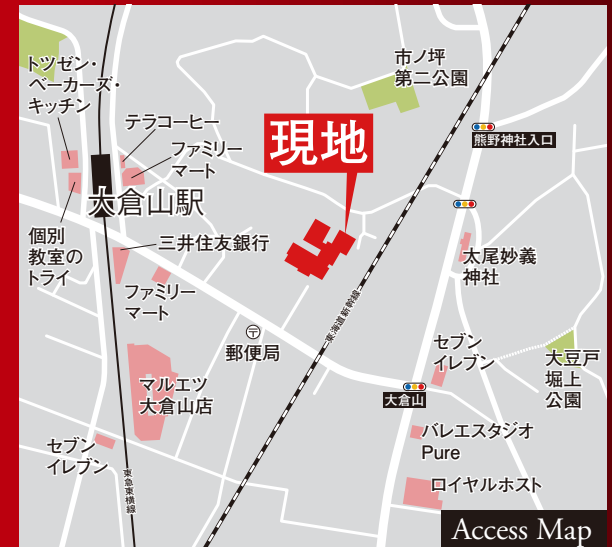 トツゼン・
ベーカーズ・
キッチン
テラコーヒー
ファミリー
マート
市ノ坪
第二公園
熊野神社入口
現地
大倉山駅
個別
教室の
トライ
三井住友銀行
ファミリー
マート
太尾妙義
神社
東海道新幹線
〒
郵便局
セブン
イレブン
大豆戸
堀上
公園
マルエツ
大倉山店
大倉山
バレエスタジオ
Pure
セブン
イレブン
東急東横線
ロイヤルホスト
Access Map